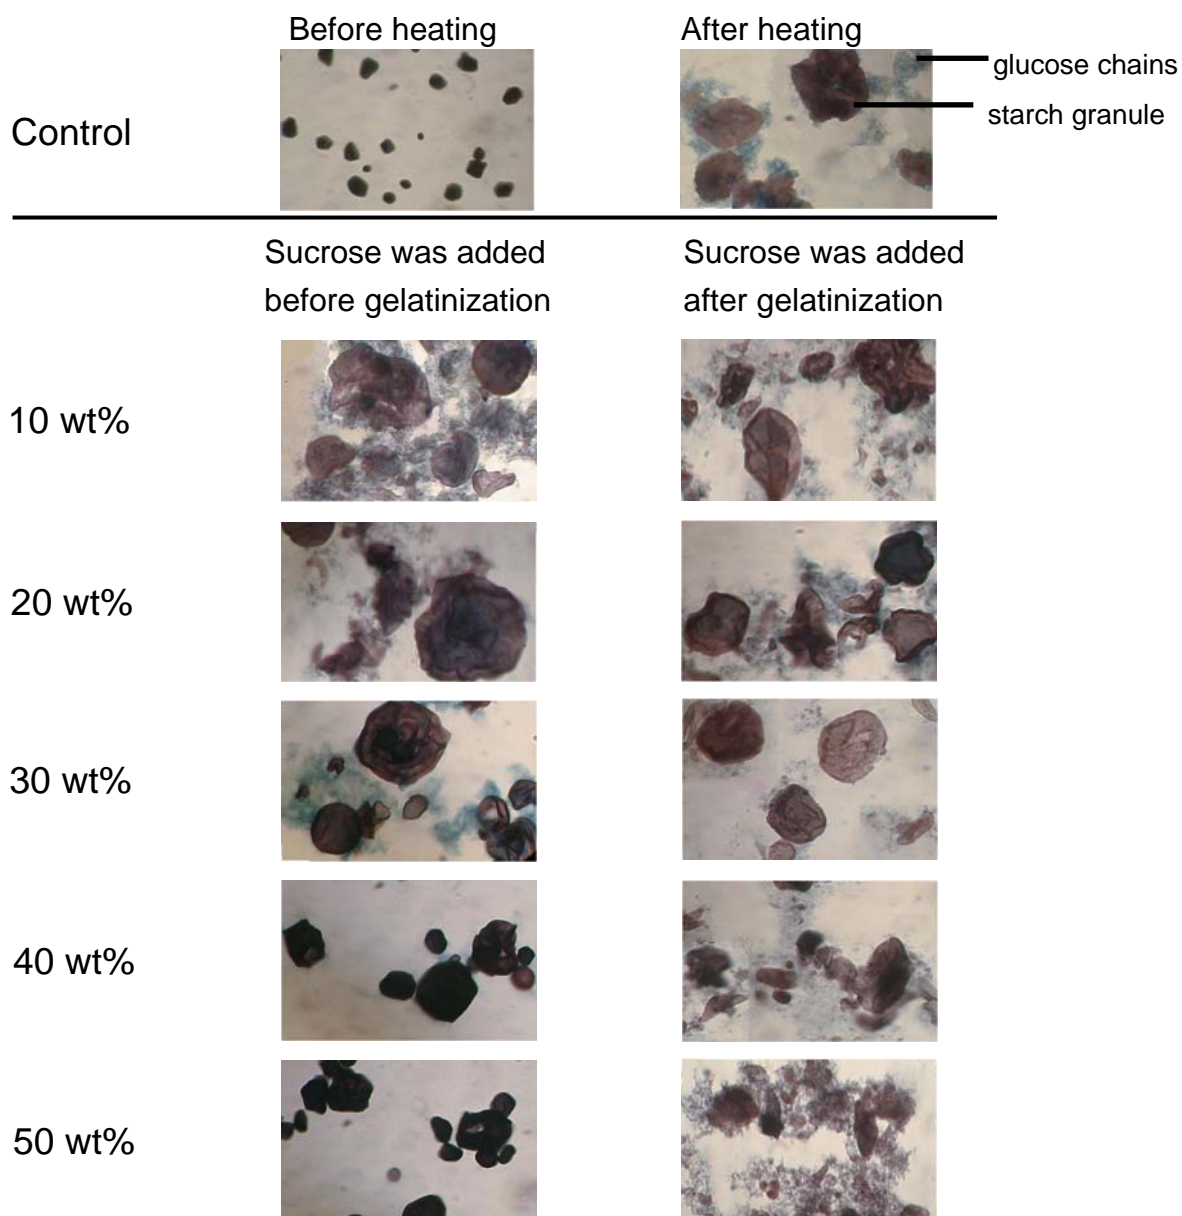 Before heating
After heating
glucose chains
starch granule
Control
Sucrose was added
before gelatinization
Sucrose was added
after gelatinization
10 wt%
20 wt%
30 wt%
40 wt%
50 wt%